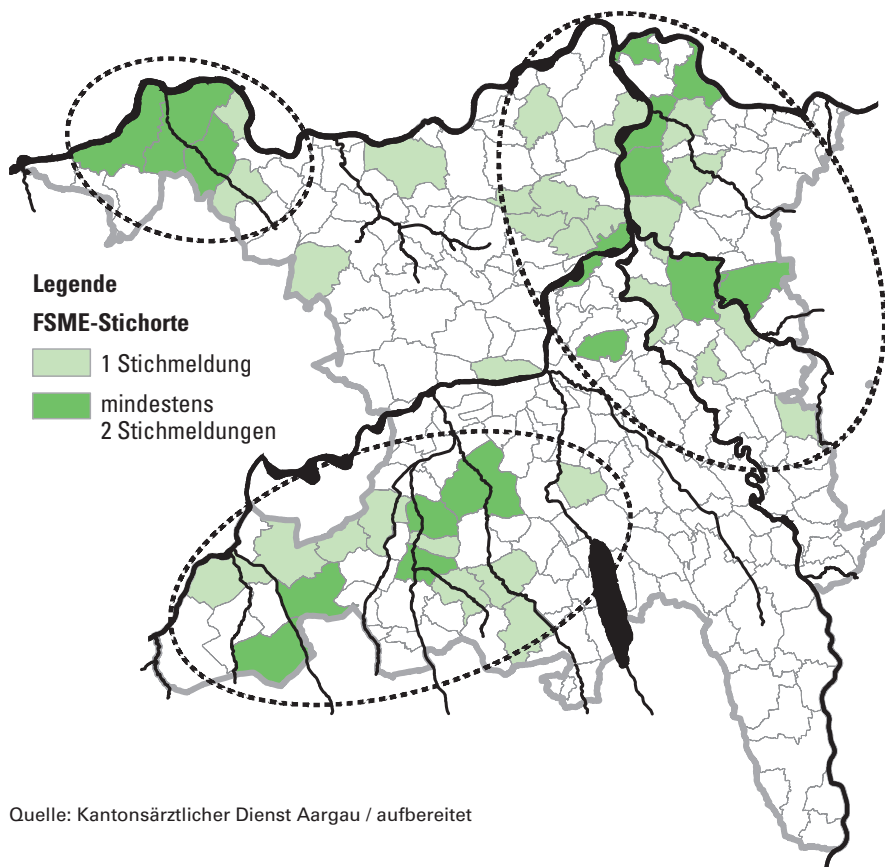 Legende
FSME-Stichorte
1 Stichmeldung
mindestens
2 Stichmeldungen
Quelle: Kantonsärztlicher Dienst Aargau / aufbereitet